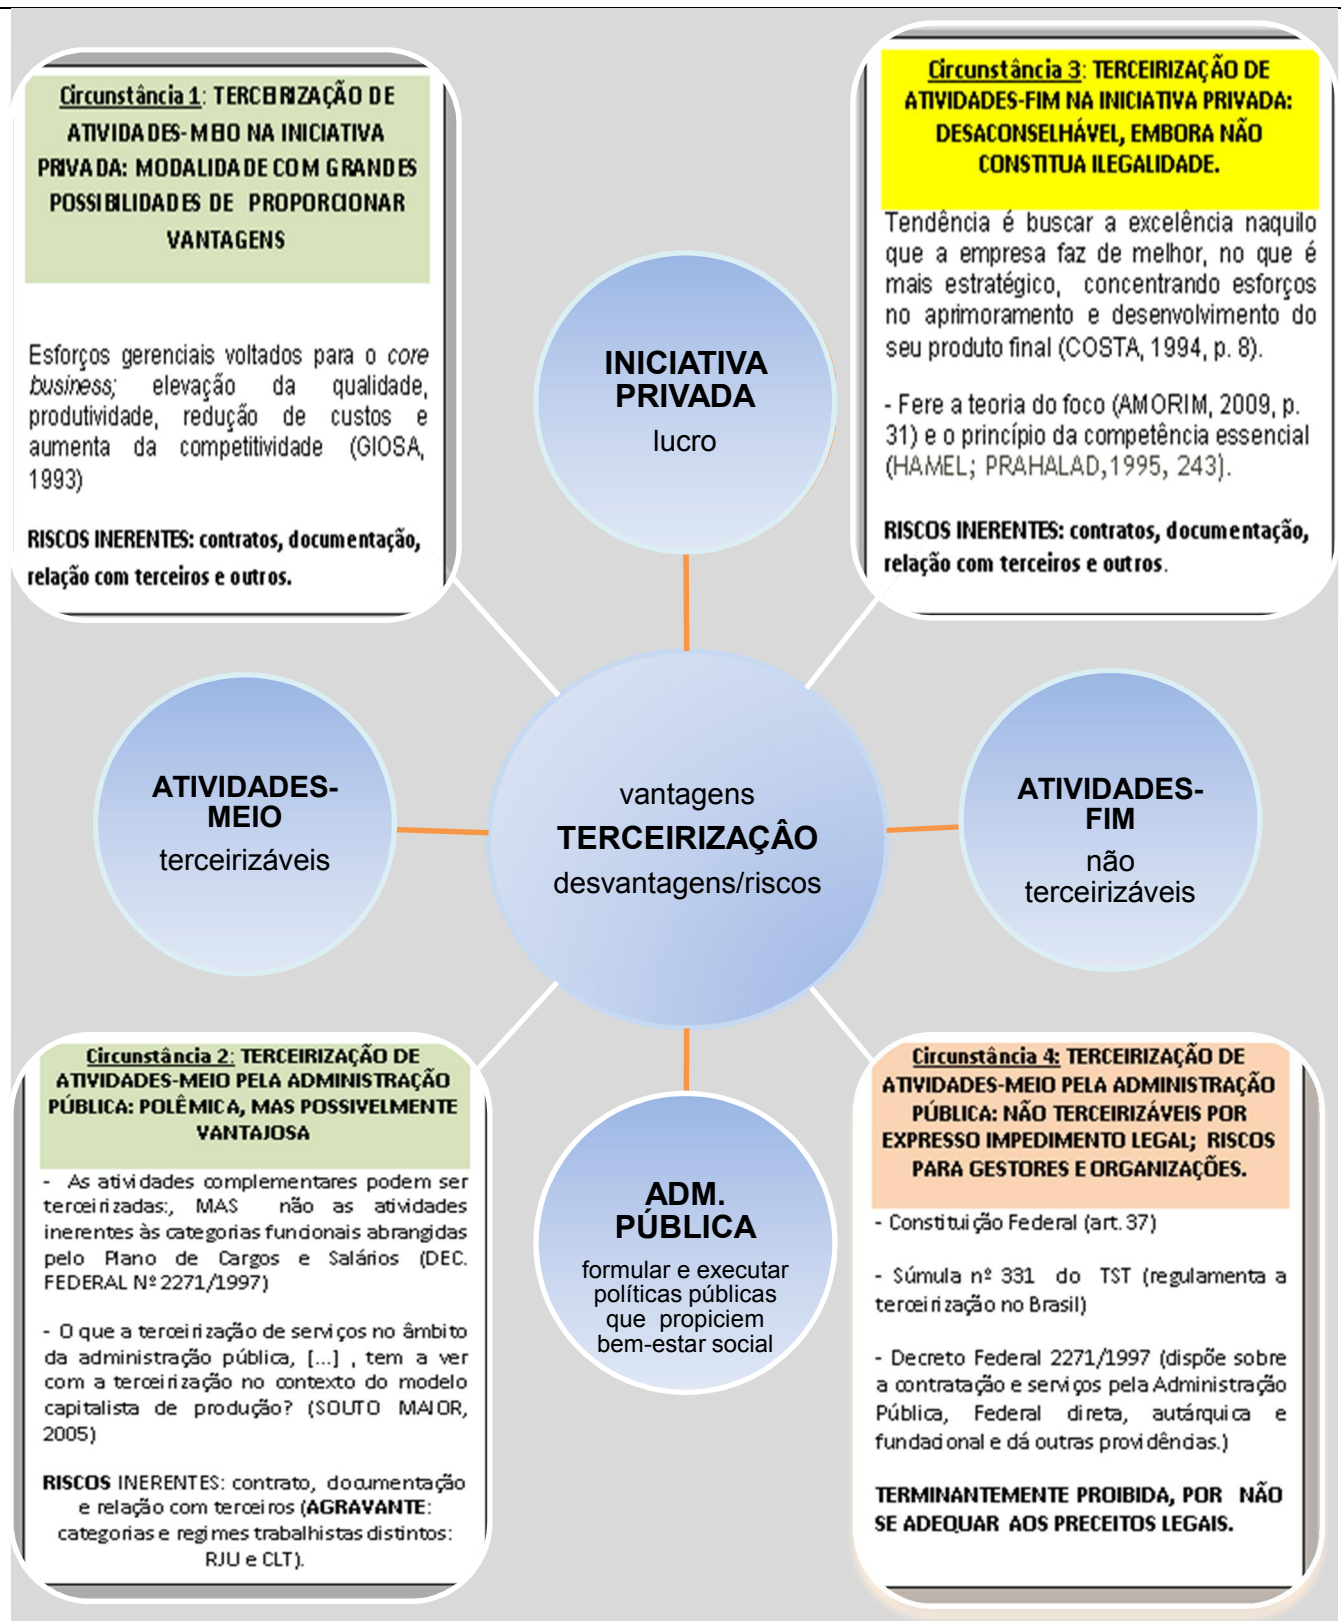 Circunstância 1: TERCEIRIZAÇÃO DE
ATIVIDADES-MEIO NA INICIATIVA
PRIVADA: MODALIDADE COM GRANDES
POSSIBILIDADES DE PROPORCIONAR
VANTAGENS
Esforços gerenciais voltados para o core
business; elevação da qualidade,
produtividade, redução de custos e
aumenta da competitividade (GIOSA,
1993)
RISCOS INERENTES: contratos, documentação,
relação com terceiros e outros.
Circunstância 3: TERCEIRIZAÇÃO DE
ATIVIDADES-FIM NA INICIATIVA PRIVADA:
DESACONSELHÁVEL, EMBORA NÃO
CONSTITUA ILEGALIDADE.
Tendência é buscar a excelência naquilo
que a empresa faz de melhor, no que é
mais estratégico, concentrando esforços
no aprimoramento e desenvolvimento do
seu produto final (COSTA, 1994, p. 8).
- Fere a teoria do foco (AMORIM, 2009, p.
31) e o princípio da competência essencial
(HAMEL; PRAHALAD,1995, 243).
RISCOS INERENTES: contratos, documentação,
relação com terceiros e outros.
INICIATIVA
PRIVADA
lucro
ATIVIDADES-
MEIO
terceirizáveis
vantagens
TERCEIRIZAÇÂO
desvantagens/riscos
ATIVIDADES-
FIM
não
terceirizáveis
Circunstância 2: TERCEIRIZAÇÃO DE
ATIVIDADES-MEIO PELA ADMINISTRAÇÃO
PÚBLICA: POLÊMICA, MAS POSSIVELMENTE
VANTAJOSA
- As atividades complementares podem ser
terceirizadas:, MAS não as atividades
inerentes às categorias funcionais abrangidas
pelo Plano de Cargos e Salários (DEC.
FEDERAL Nº 2271/1997)
- O que a terceirização de serviços no âmbito
da administração pública, [...] , tem a ver
com a terceirização no contexto do modelo
capitalista de produção? (SOUTO MAIOR,
2005)
RISCOS INERENTES: contrato, documentação
e relação com terceiros (AGRAVANTE:
categorias e regimes trabalhistas distintos:
RJU e CLT).
ADM.
PÚBLICA
formular e executar
políticas públicas
que propiciem
bem-estar social
Circunstância 4: TERCEIRIZAÇÃO DE
ATIVIDADES-MEIO PELA ADMINISTRAÇÃO
PÚBLICA: NÃO TERCEIRIZÁVEIS POR
EXPRESSO IMPEDIMENTO LEGAL; RISCOS
PARA GESTORES E ORGANIZAÇÕES.
- Constituição Federal (art. 37)
- Súmula nº 331 do TST (regulamenta a
terceirização no Brasil)
- Decreto Federal 2271/1997 (dispõe sobre
a contratação e serviços pela Administração
Pública, Federal direta, autárquica e
fundacional e dá outras providências.)
TERMINANTEMENTE PROIBIDA, POR NÃO
SE ADEQUAR AOS PRECEITOS LEGAIS.